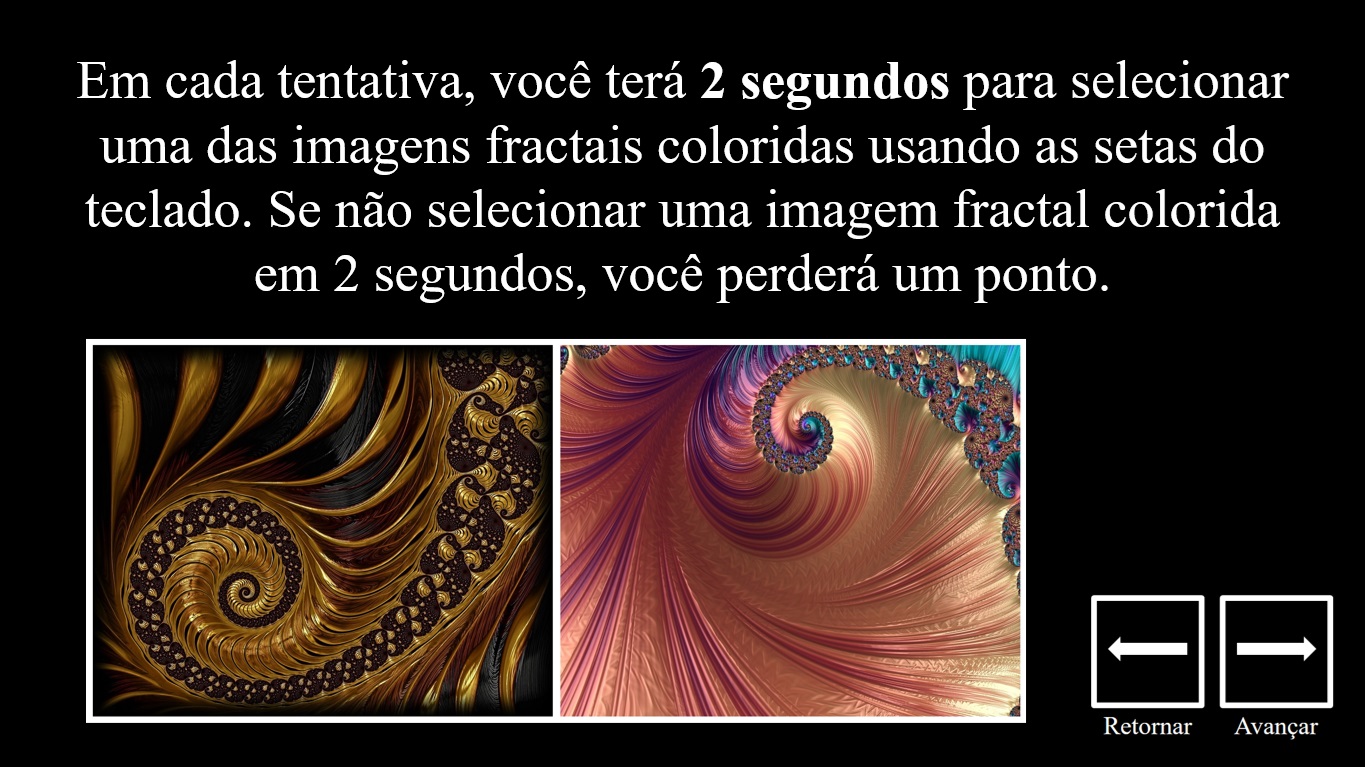 Em cada tentativa, você terá 2 segundos para selecionar
uma das imagens fractais coloridas usando as setas do
teclado. Se não selecionar uma imagem fractal colorida
em 2 segundos, você perderá um ponto.
Retornar
Avançar